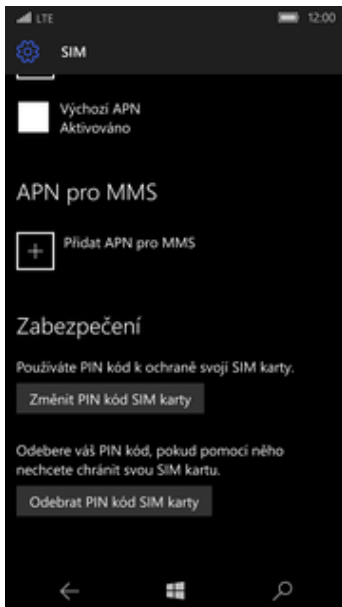 LTE 12:00
SIM
Výchozí APN
Aktivováno
APN pro MMS
Přidat APN pro MMS
Zabezpečení
Používáte PIN kód k ochraně svojí SIM karty.
Změnit PIN kód SIM karty
Odebere váš PIN kód, pokud pomocí něho
nechcete chránit svou SIM kartu.
Odebrat PIN kód SIM karty